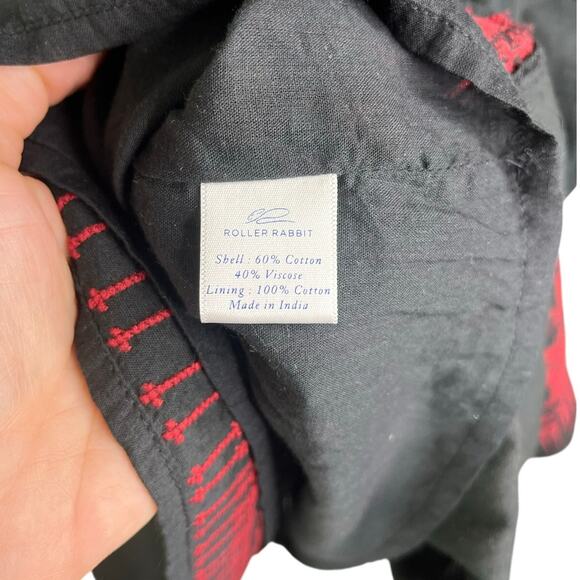 ROLLER RABBIT
Shell : 60% Cotton
40% Viscose
Lining : 100% Cotton
Made in India